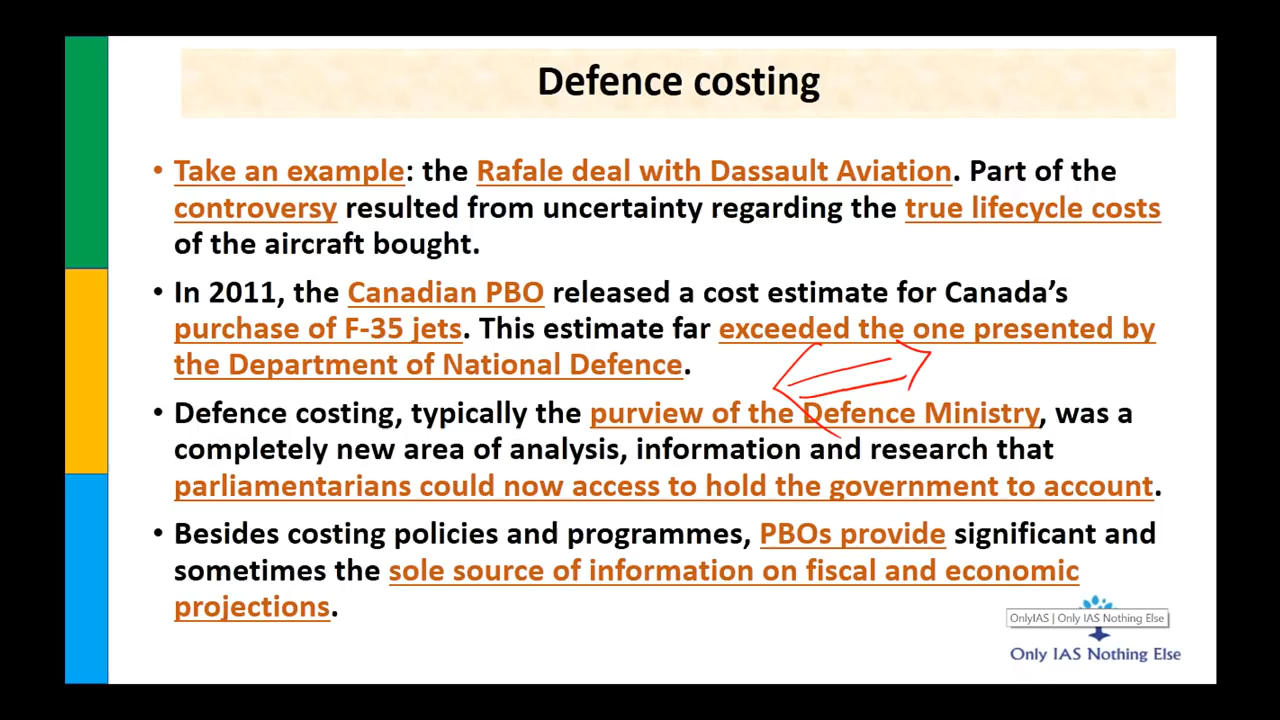 Defence costing
• Take an example: the Rafale deal with Dassault Aviation. Part of the
controversy resulted from uncertainty regarding the true lifecycle costs
of the aircraft bought.
• In 2011, the Canadian PBO released a cost estimate for Canada’s
purchase of F-35 jets. This estimate far exceeded the one presented by
the Department of National Defence.
• Defence costing, typically the purview of the Defence Ministry, was a
completely new area of analysis, information and research that
parliamentarians could now access to hold the government to account.
• Besides costing policies and programmes, PBOs provide significant and
sometimes the sole source of information on fiscal and economic
projections.
OnlyIAS | Only IAS Nothing Else
Only IAS Nothing Else